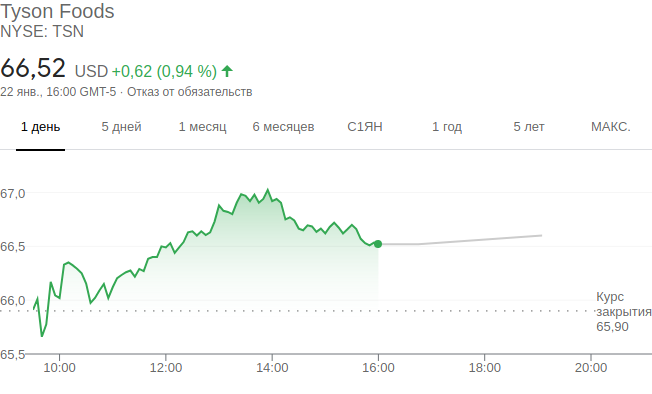 Tyson Foods
NYSE: TSN
66,52 USD +0,62 (0,94 %)
22 янв., 16:00 GMT-5 · Отказ от обязательств
1 день 5 дней 1 месяц 6 месяцев С1ЯН 1 год 5 лет МАКС.
67,0
66,5
66,0
Курс
закрытия
65,90
65,5
10:00 12:00 14:00 16:00 18:00 20:00